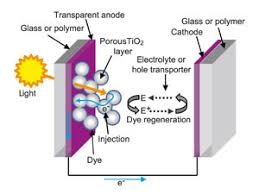 Transparent anode
Glass or polymer
PorousTiO₂
layer
Light
e⁻
Injection
Dye
Electrolyte or
hole transporter
E
E⁺
Dye regeneration
Glass or polymer
Cathode
e⁻